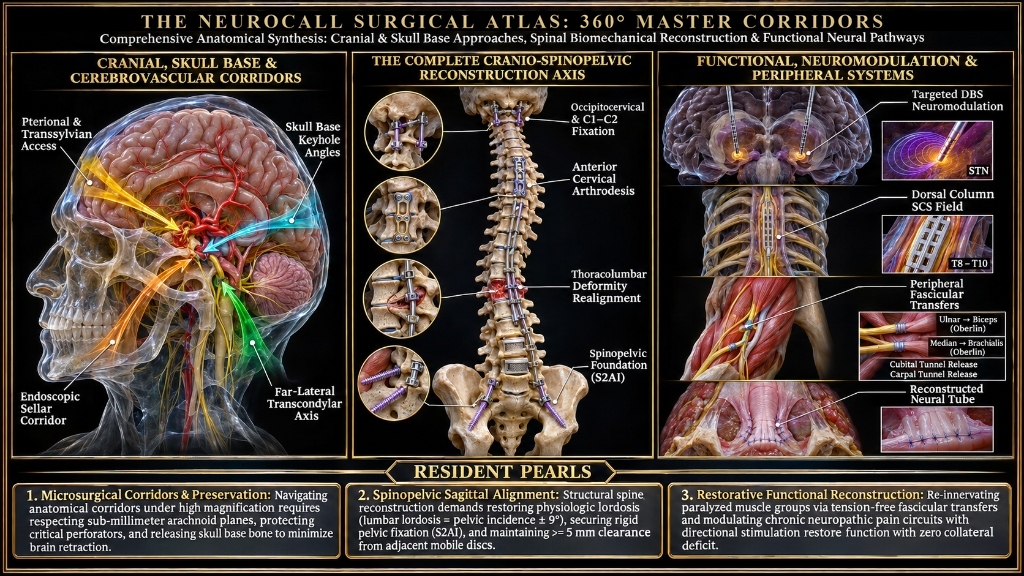 THE NEUROCALL SURGICAL ATLAS: 360° MASTER CORRIDORS
Comprehensive Anatomical Synthesis: Cranial & Skull Base Approaches, Spinal Biomechanical Reconstruction & Functional Neural Pathways
CRANIAL, SKULL BASE &
CEREBROVASCULAR CORRIDORS
Pterional &
Transsylvian
Access
Skull Base
Keyhole
Angles
Endoscopic
Sellar
Corridor
Far-Lateral
Transcondylar
Axis
THE COMPLETE CRANIO-SPINOPELVIC
RECONSTRUCTION AXIS
Occipitocervical
& C1–C2
Fixation
Anterior
Cervical
Arthrodesis
Thoracolumbar
Deformity
Realignment
Spinopelvic
Foundation
(S2AI)
FUNCTIONAL, NEUROMODULATION &
PERIPHERAL SYSTEMS
Targeted DBS
Neuromodulation
STN
Dorsal Column
SCS Field
T8 – T10
Peripheral
Fascicular
Transfers
Ulnar → Biceps
(Oberlin)
Median → Brachialis
(Oberlin)
Cubital Tunnel Release
Carpal Tunnel Release
Reconstructed
Neural Tube
RESIDENT PEARLS
1. Microsurgical Corridors & Preservation: Navigating
anatomical corridors under high magnification requires
respecting sub-millimeter arachnoid planes, protecting
critical perforators, and releasing skull base bone to minimize
brain retraction.
2. Spinopelvic Sagittal Alignment: Structural spine
reconstruction demands restoring physiologic lordosis
(lumbar lordosis = pelvic incidence ± 9°), securing rigid
pelvic fixation (S2AI), and maintaining >= 5 mm clearance
from adjacent mobile discs.
3. Restorative Functional Reconstruction: Re-innervating
paralyzed muscle groups via tension-free fascicular transfers
and modulating chronic neuropathic pain circuits with
directional stimulation restore function with zero collateral
deficit.